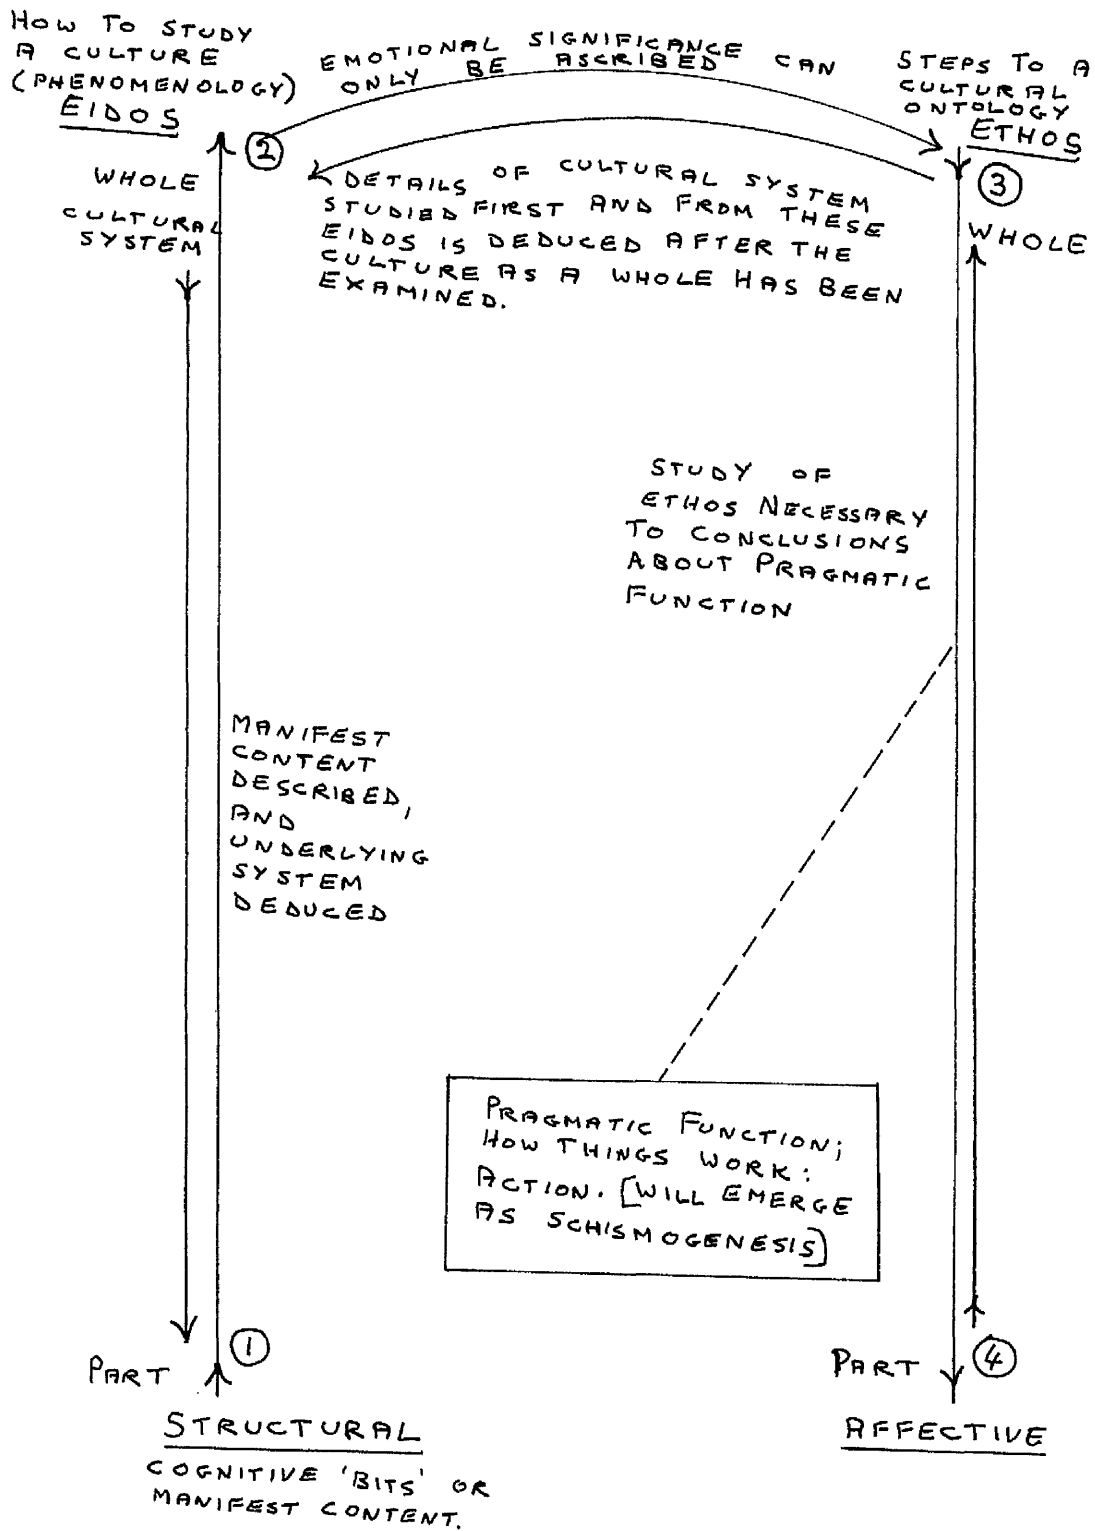 HOW TO STUDY
A CULTURE
(PHENOMENOLOGY)
EIDOS
EMOTIONAL SIGNIFICANCE CAN
ONLY BE ASCRIBED
STEPS TO A
CULTURAL
ONTOLOGY
ETHOS
2
3
WHOLE
CULTURAL
SYSTEM
DETAILS OF CULTURAL SYSTEM
STUDIED FIRST AND FROM THESE
EIDOS IS DEDUCED AFTER THE
CULTURE AS A WHOLE HAS BEEN
EXAMINED.
WHOLE
STUDY OF
ETHOS NECESSARY
TO CONCLUSIONS
ABOUT PRAGMATIC
FUNCTION
MANIFEST
CONTENT
DESCRIBED,
AND
UNDERLYING
SYSTEM
DEDUCED
PRAGMATIC FUNCTION;
HOW THINGS WORK:
ACTION. [WILL EMERGE
AS SCHISMOGENESIS]
1
PART
PART
4
STRUCTURAL
COGNITIVE 'BITS' OR
MANIFEST CONTENT.
AFFECTIVE